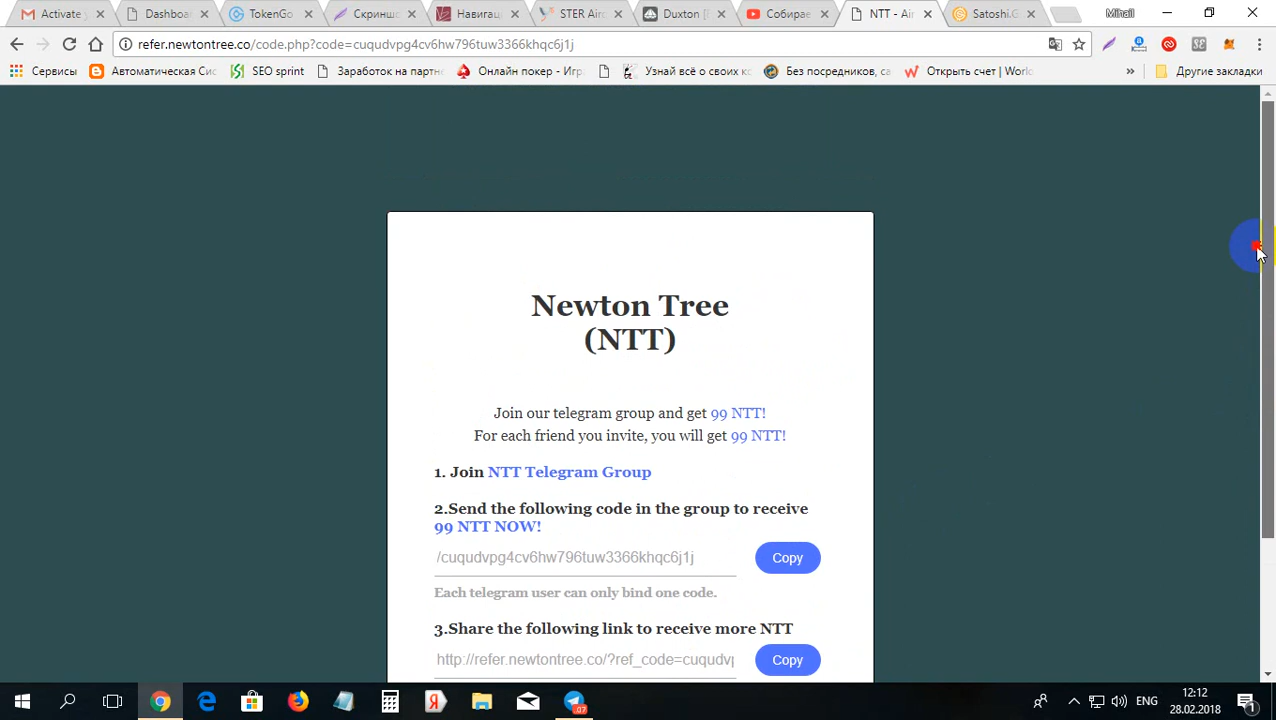 Activate y
Dashboa
TokenGo
Скриншо
Навигац
STER Air
Duxton [
Собирае
NTT - Air
Satoshi.G
Mihail
refer.newtontree.co/code.php?code=cuqudvpg4cv6hw796tuw3366khqc6j1j
Сервисы
Автоматическая Сис
SEO sprint
Заработок на партне
Онлайн покер - Игр
Узнай всё о своих ко
Без посредников, са
Открыть счет | World
»
Другие закладки
Newton Tree
(NTT)
Join our telegram group and get 99 NTT!
For each friend you invite, you will get 99 NTT!
1. Join NTT Telegram Group
2.Send the following code in the group to receive
99 NTT NOW!
/cuqudvpg4cv6hw796tuw3366khqc6j1j
Copy
Each telegram user can only bind one code.
3.Share the following link to receive more NTT
http://refer.newtontree.co/?ref_code=cuqudvp
Copy
ENG
12:12
28.02.2018